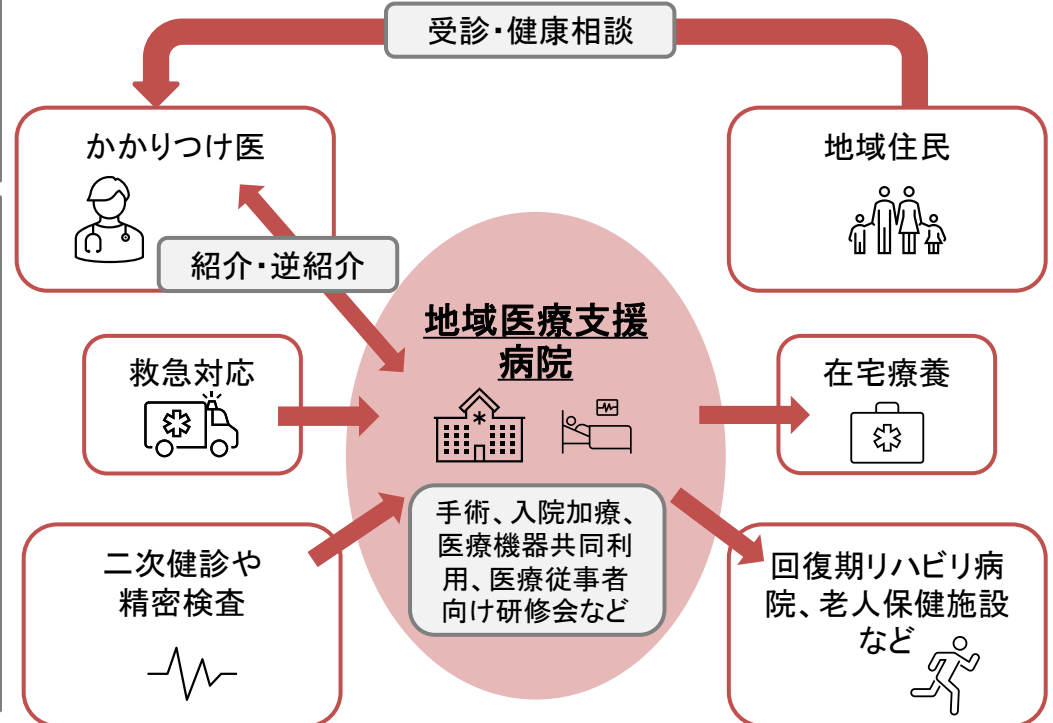 受診・健康相談
かかりつけ医
地域住民
紹介・逆紹介
地域医療支援
病院
救急対応
在宅療養
手術、入院加療、
医療機器共同利
用、医療従事者
向け研修会など
二次健診や
精密検査
回復期リハビリ病
院、老人保健施設
など